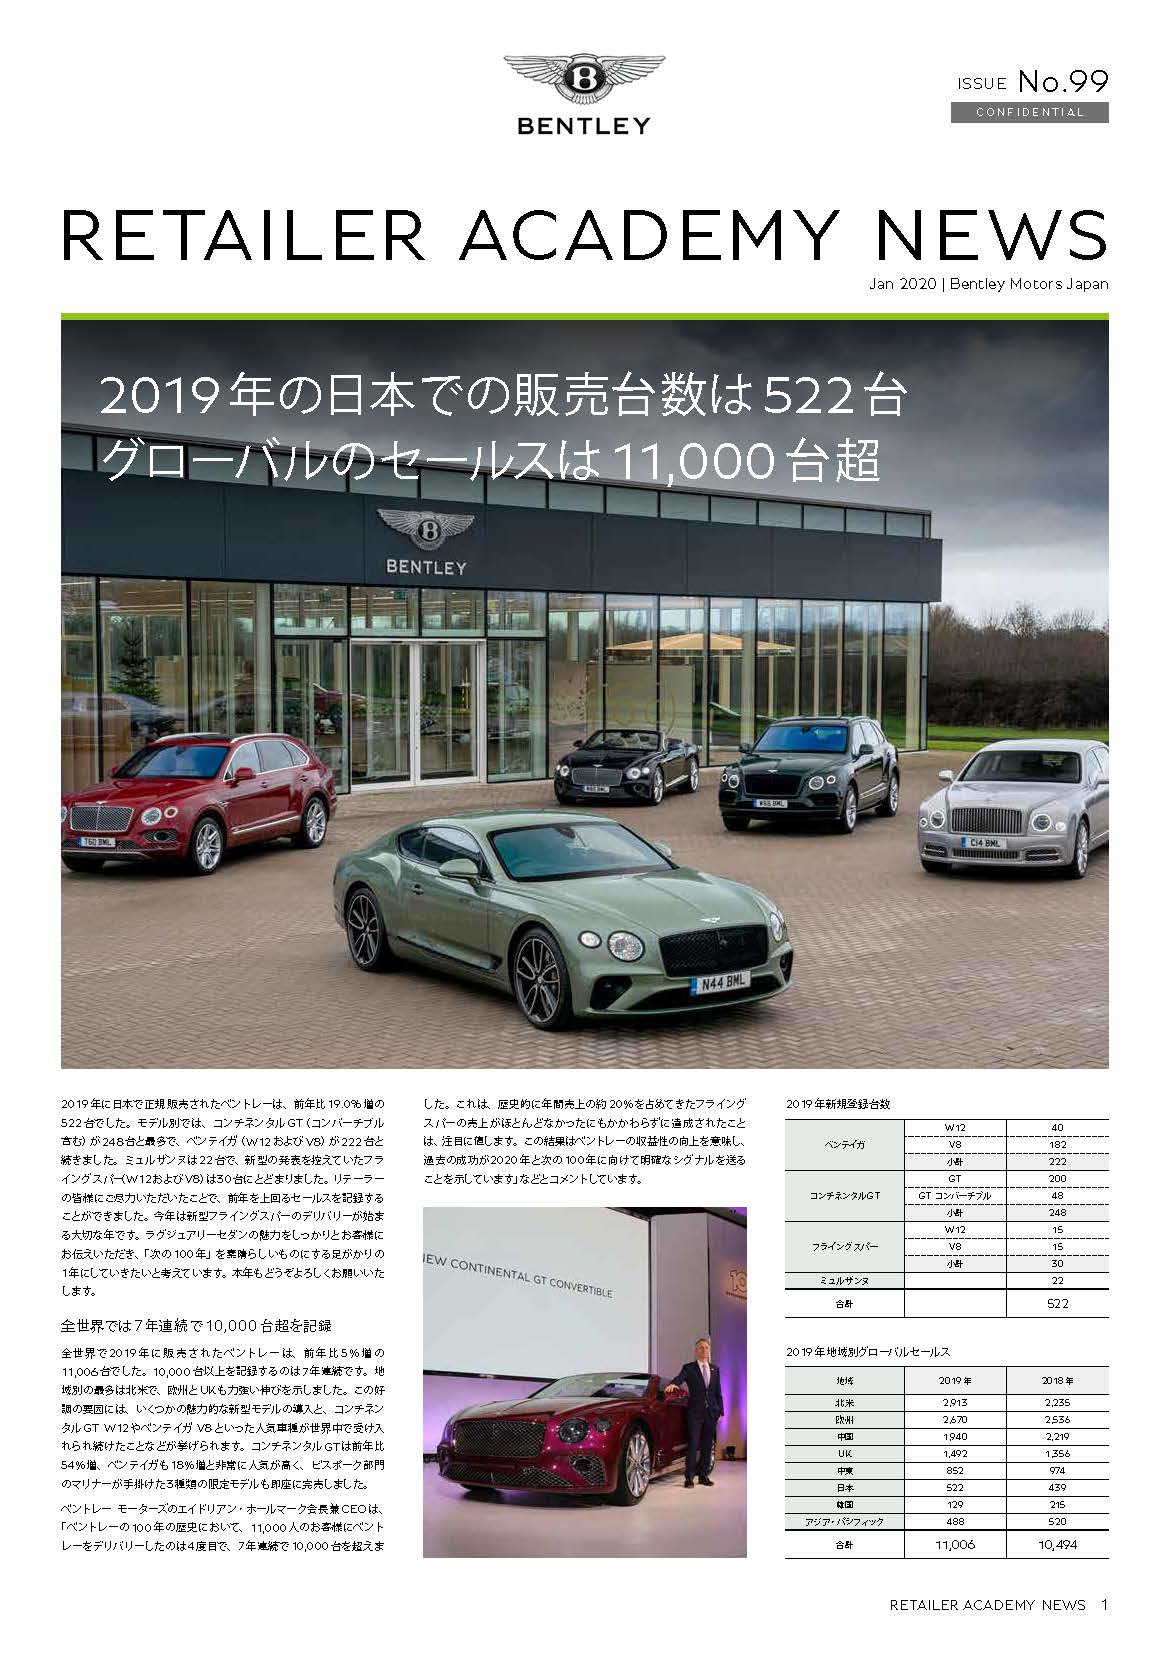 BENTLEY
ISSUE No.99
CONFIDENTIAL
RETAILER ACADEMY NEWS
Jan 2020 | Bentley Motors Japan
2019年の日本での販売台数は522台
グローバルのセールスは11,000台超
BENTLEY
T60 BML
W66 BML
C14 BML
N44 BML
2019年に日本で正規販売されたベントレーは、前年比19.0%増の
522台でした。モデル別では、コンチネンタルGT（コンバーチブル
含む）が248台と最多で、ベンテイガ（W12およびV8）が222台と
続きました。ミュルザンヌは22台で、新型の発表を控えていたフラ
イングスパー（W12およびV8）は30台にとどまりました。リテーラー
の皆様にご尽力いただいたことで、前年を上回るセールスを記録する
ことができました。今年は新型フライングスパーのデリバリーが始ま
る大切な年です。ラグジュアリーセダンの魅力をしっかりとお客様に
お伝えいただき、「次の100年」を素晴らしいものにする足がかりの
1年にしていきたいと考えています。本年もどうぞよろしくお願いいた
します。
全世界では7年連続で10,000台超を記録
全世界で2019年に販売されたベントレーは、前年比5%増の
11,006台でした。10,000台以上を記録するのは7年連続です。地
域別の最多は北米で、欧州とUKも力強い伸びを示しました。この好
調の要因には、いくつかの魅力的な新型モデルの導入と、コンチネン
タルGT W12やベンテイガ V8といった人気車種が世界中で受け入
れられ続けたことなどが挙げられます。コンチネンタルGTは前年比
54%増、ベンテイガも18%増と非常に人気が高く、ビスポーク部門
のマリナーが手掛けた3種類の限定モデルも即座に完売しました。
ベントレー モーターズのエイドリアン・ホールマーク会長兼CEOは、
「ベントレーの100年の歴史において、11,000人のお客様にベント
レーをデリバリーしたのは4度目で、7年連続で10,000台を超えま
した。これは、歴史的に年間売上の約20%を占めてきたフライング
スパーの売上がほとんどなかったにもかかわらずに達成されたこと
は、注目に値します。この結果はベントレーの収益性の向上を意味し、
過去の成功が2020年と次の100年に向けて明確なシグナルを送る
ことを示しています」などとコメントしています。
NEW CONTINENTAL GT CONVERTIBLE
2019年新規登録台数
ベンテイガ W12 40
V8 182
小計 222
コンチネンタルGT GT 200
GT コンバーチブル 48
小計 248
フライングスパー W12 15
V8 15
小計 30
ミュルザンヌ 22
合計 522
2019年地域別グローバルセールス
地域 2019年 2018年
北米 2,913 2,235
欧州 2,670 2,536
中国 1,940 2,219
UK 1,492 1,356
中東 852 974
日本 522 439
韓国 129 215
アジア・パシフィック 488 520
合計 11,006 10,494
RETAILER ACADEMY NEWS 1